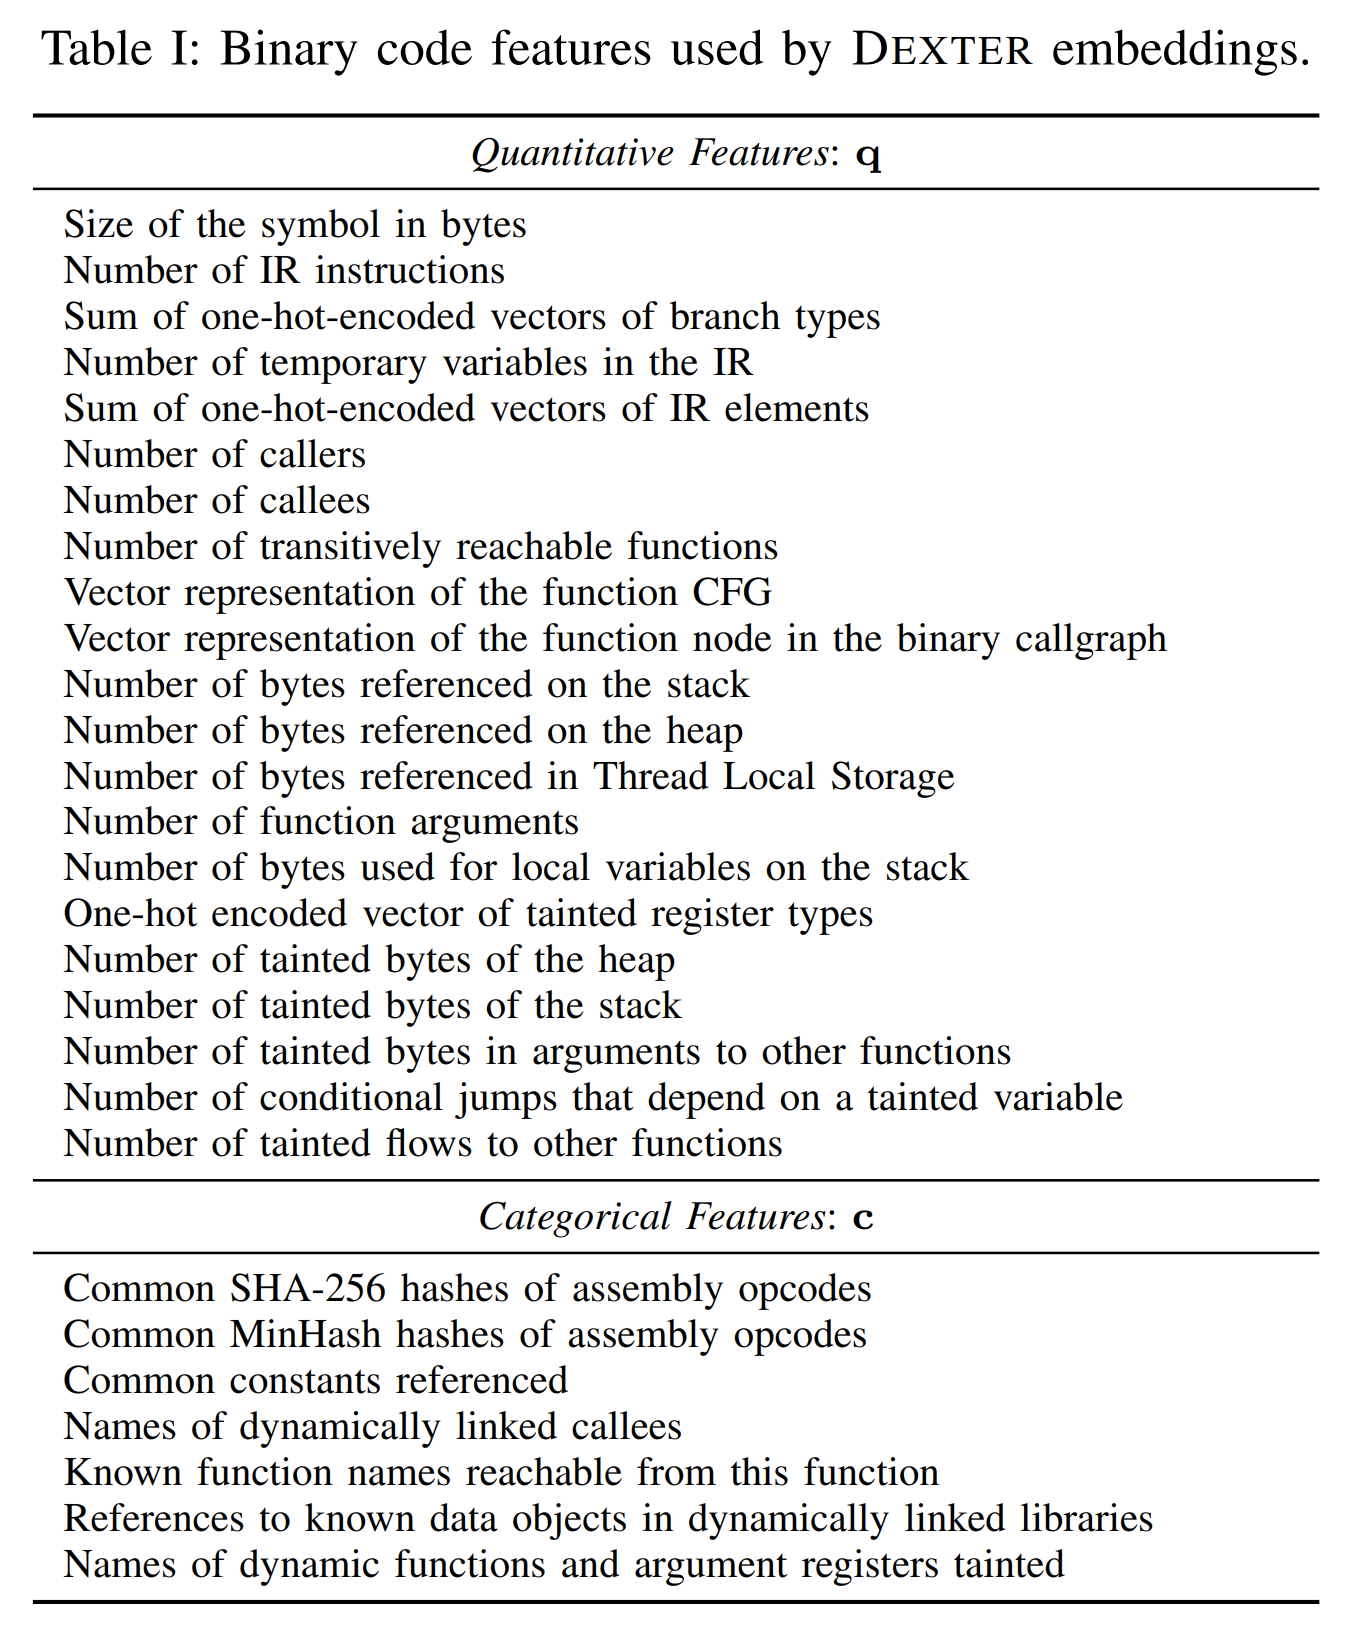 Table I: Binary code features used by DEXTER embeddings.
Quantitative Features: q
Size of the symbol in bytes
Number of IR instructions
Sum of one-hot-encoded vectors of branch types
Number of temporary variables in the IR
Sum of one-hot-encoded vectors of IR elements
Number of callers
Number of callees
Number of transitively reachable functions
Vector representation of the function CFG
Vector representation of the function node in the binary callgraph
Number of bytes referenced on the stack
Number of bytes referenced on the heap
Number of bytes referenced in Thread Local Storage
Number of function arguments
Number of bytes used for local variables on the stack
One-hot encoded vector of tainted register types
Number of tainted bytes of the heap
Number of tainted bytes of the stack
Number of tainted bytes in arguments to other functions
Number of conditional jumps that depend on a tainted variable
Number of tainted flows to other functions
Categorical Features: c
Common SHA-256 hashes of assembly opcodes
Common MinHash hashes of assembly opcodes
Common constants referenced
Names of dynamically linked callees
Known function names reachable from this function
References to known data objects in dynamically linked libraries
Names of dynamic functions and argument registers tainted